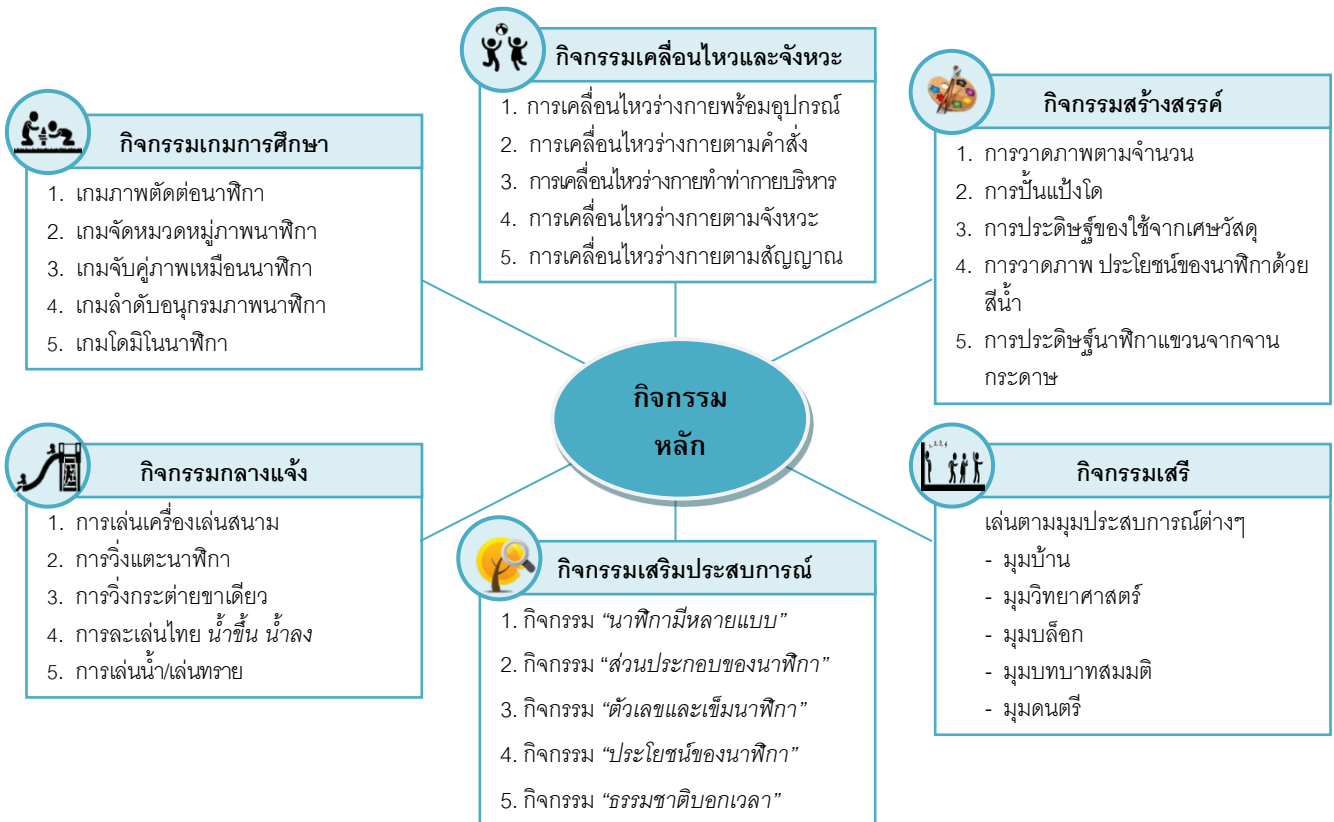 กิจกรรมเคลื่อนไหวและจังหวะ
1. การเคลื่อนไหวร่างกายพร้อมอุปกรณ์
2. การเคลื่อนไหวร่างกายตามคำสั่ง
3. การเคลื่อนไหวร่างกายทำท่ากายบริหาร
4. การเคลื่อนไหวร่างกายตามจังหวะ
5. การเคลื่อนไหวร่างกายตามสัญญาณ
กิจกรรมเกมการศึกษา
1. เกมภาพตัดต่อนาฬิกา
2. เกมจัดหมวดหมู่ภาพนาฬิกา
3. เกมจับคู่ภาพเหมือนนาฬิกา
4. เกมลำดับอนุกรมภาพนาฬิกา
5. เกมโดมิโนนาฬิกา
กิจกรรมสร้างสรรค์
1. การวาดภาพตามจำนวน
2. การปั้นแป้งโด
3. การประดิษฐ์ของใช้จากเศษวัสดุ
4. การวาดภาพ ประโยชน์ของนาฬิกาด้วย
สีน้ำ
5. การประดิษฐ์นาฬิกาแขวนจากจาน
กระดาษ
กิจกรรม
หลัก
กิจกรรมกลางแจ้ง
1. การเล่นเครื่องเล่นสนาม
2. การวิ่งแตะนาฬิกา
3. การวิ่งกระต่ายขาเดียว
4. การละเล่นไทย น้ำขึ้น น้ำลง
5. การเล่นน้ำ/เล่นทราย
กิจกรรมเสริมประสบการณ์
1. กิจกรรม “นาฬิกามีหลายแบบ”
2. กิจกรรม “ส่วนประกอบของนาฬิกา”
3. กิจกรรม “ตัวเลขและเข็มนาฬิกา”
4. กิจกรรม “ประโยชน์ของนาฬิกา”
5. กิจกรรม “ธรรมชาติบอกเวลา”
กิจกรรมเสรี
เล่นตามมุมประสบการณ์ต่างๆ
- มุมบ้าน
- มุมวิทยาศาสตร์
- มุมบล็อก
- มุมบทบาทสมมติ
- มุมดนตรี